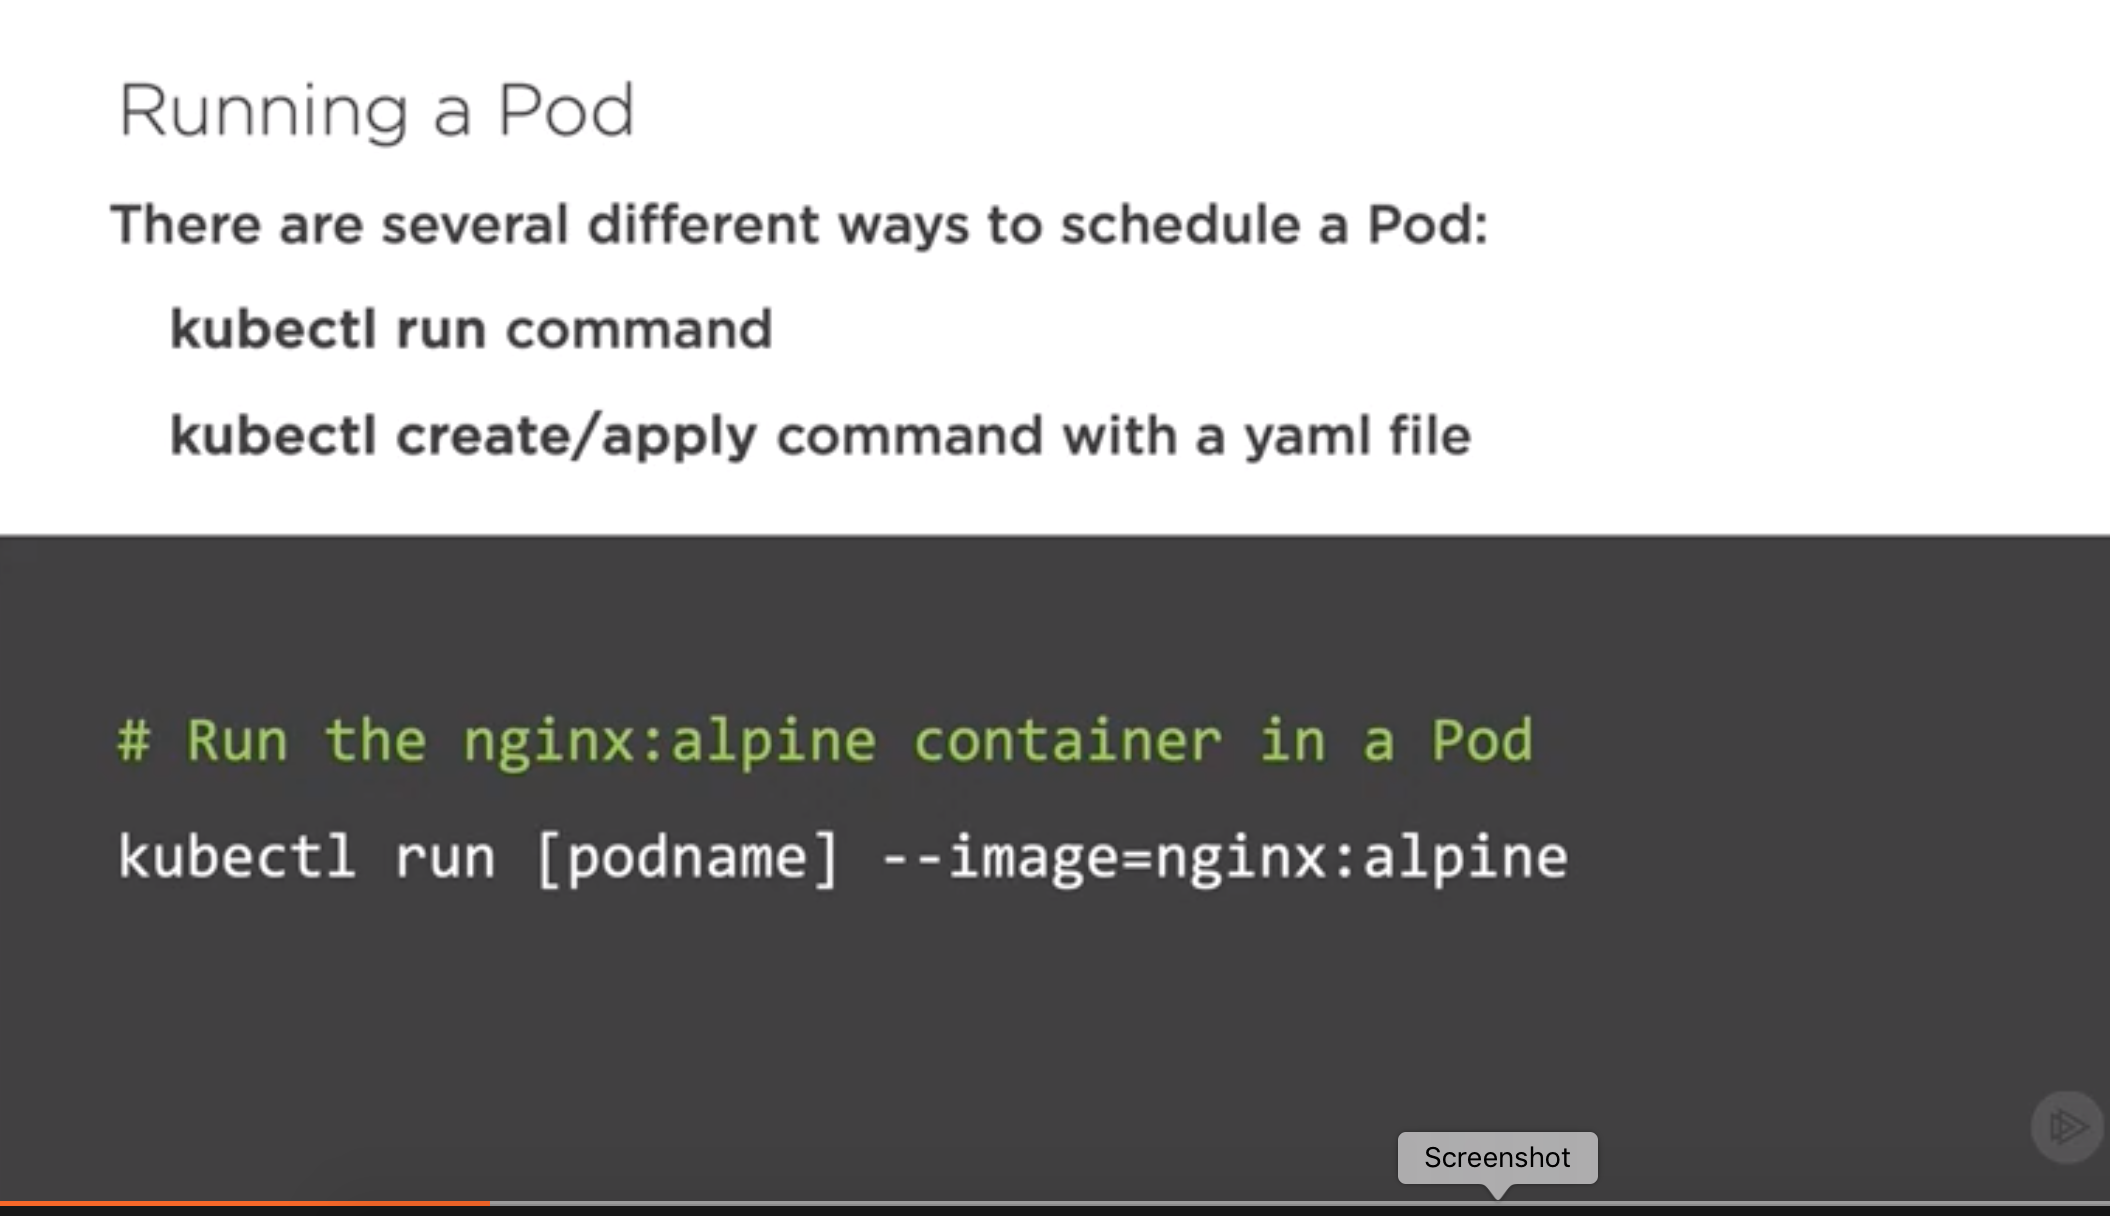 Running a Pod
There are several different ways to schedule a Pod:
kubectl run command
kubectl create/apply command with a yaml file
# Run the nginx:alpine container in a Pod
kubectl run [podname] --image=nginx:alpine
Screenshot